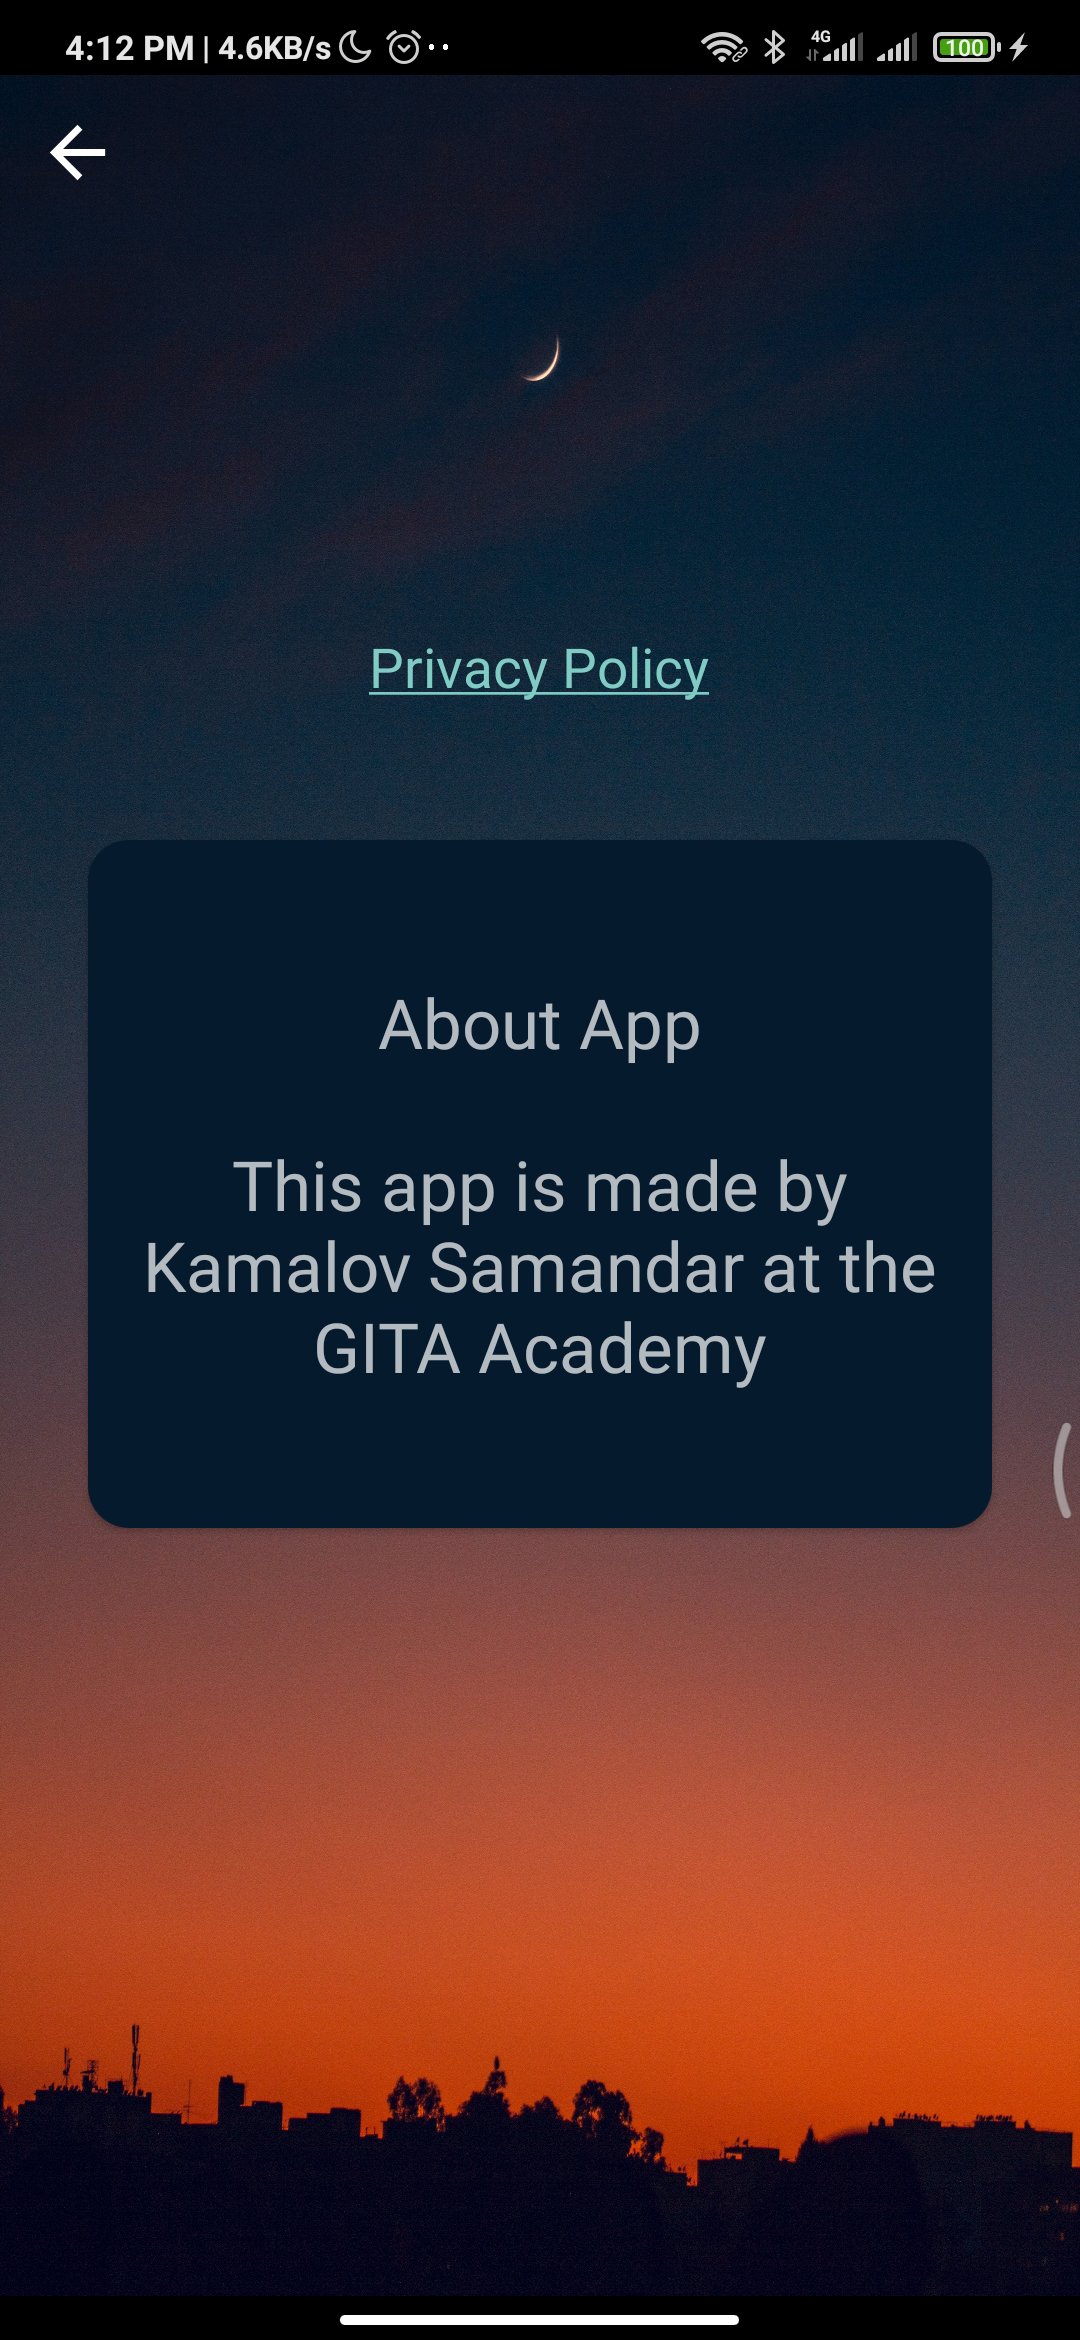 4:12 PM | 4.6KB/s
4G
100
Privacy Policy
About App
This app is made by
Kamalov Samandar at the
GITA Academy